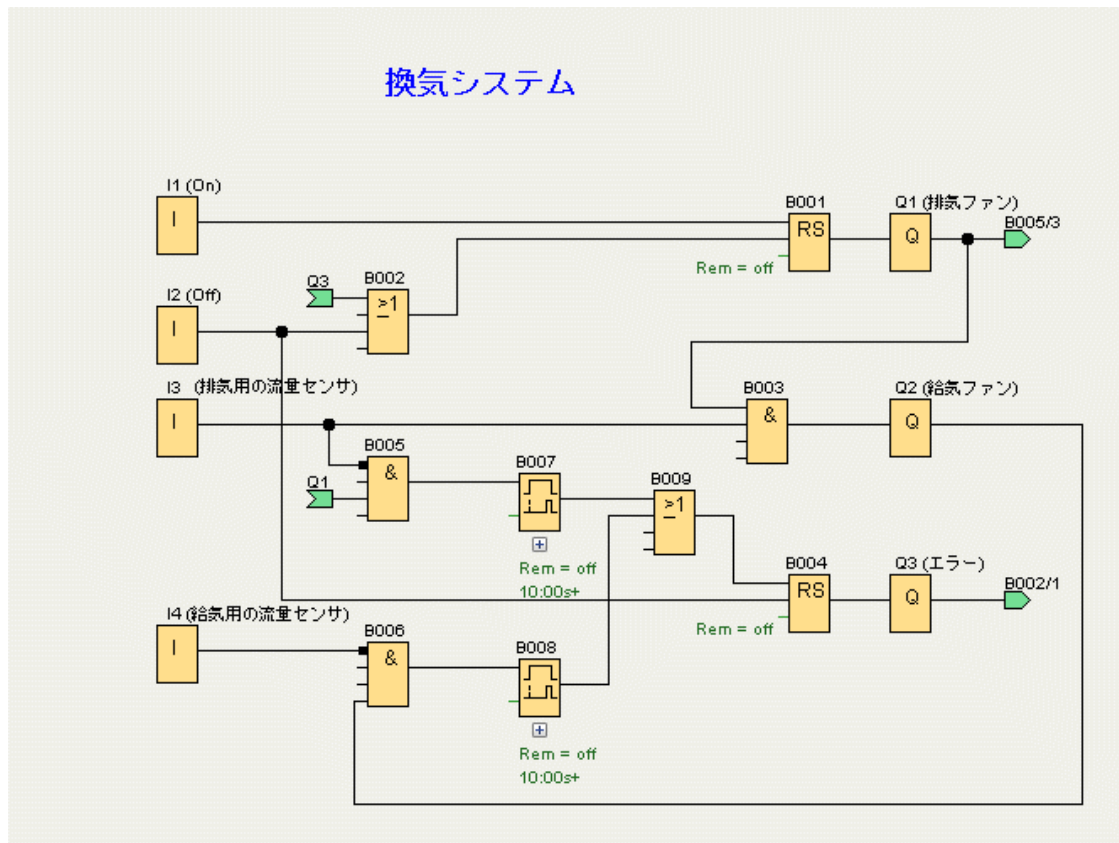 換気システム
I1 (On)
I
B001
RS
Rem = off
Q1 (排気ファン)
Q
B005/3
I2 (Off)
I
Q3
B002
≥1
I3 (排気用の流量センサ)
I
B003
&
Q2 (給気ファン)
Q
B005
&
Q1
B007
Rem = off
10:00s+
B009
≥1
B004
RS
Rem = off
Q3 (エラー)
Q
B002/1
I4 (給気用の流量センサ)
I
B006
&
B008
Rem = off
10:00s+